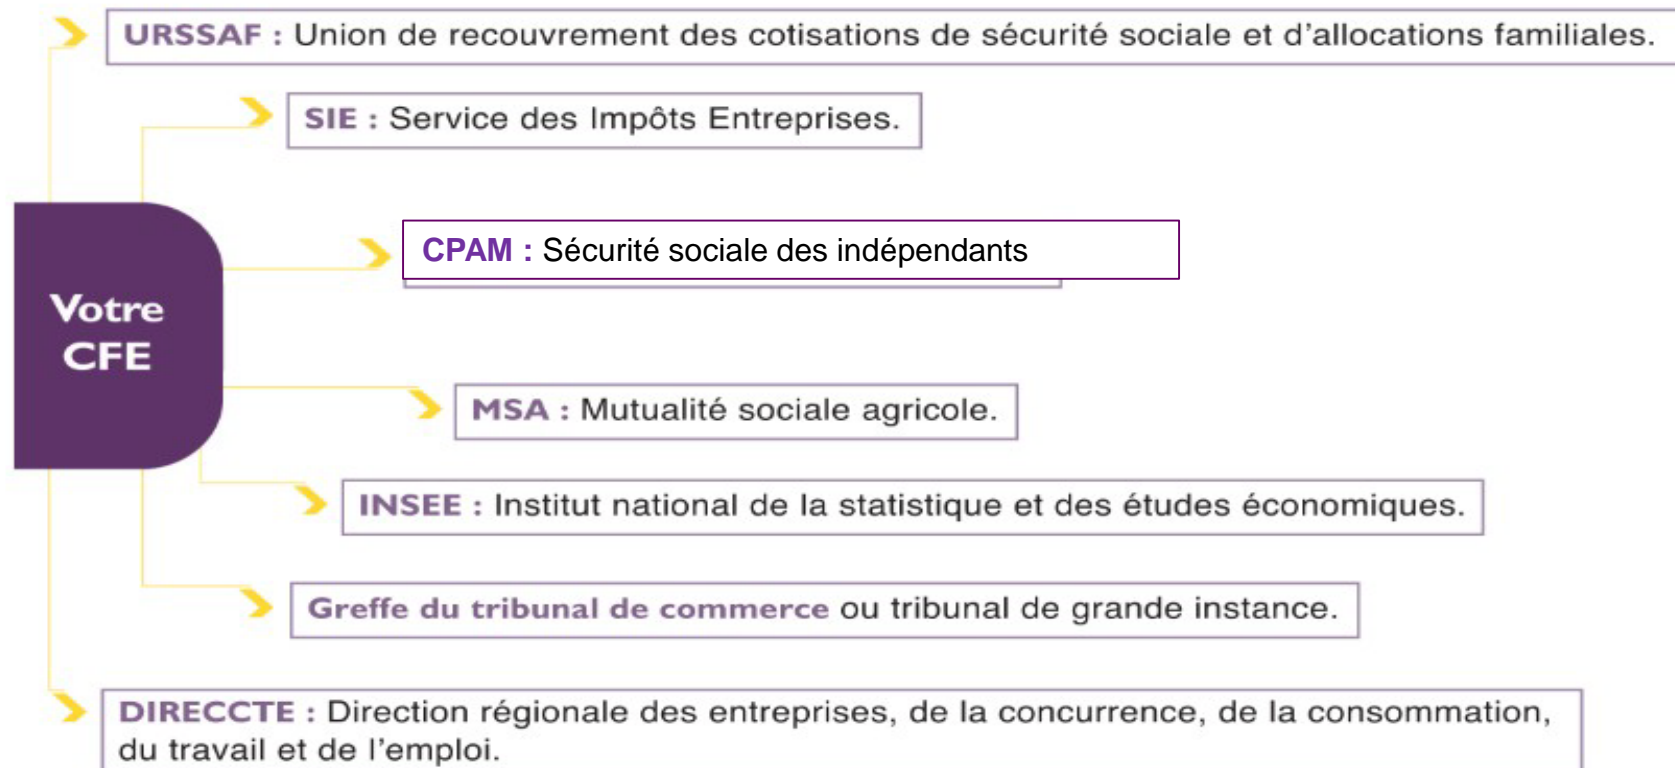 URSSAF : Union de recouvrement des cotisations de sécurité sociale et d'allocations familiales.
SIE : Service des Impôts Entreprises.
CPAM : Sécurité sociale des indépendants
Votre
CFE
MSA : Mutualité sociale agricole.
INSEE : Institut national de la statistique et des études économiques.
Greffe du tribunal de commerce ou tribunal de grande instance.
DIRECCTE : Direction régionale des entreprises, de la concurrence, de la consommation,
du travail et de l'emploi.